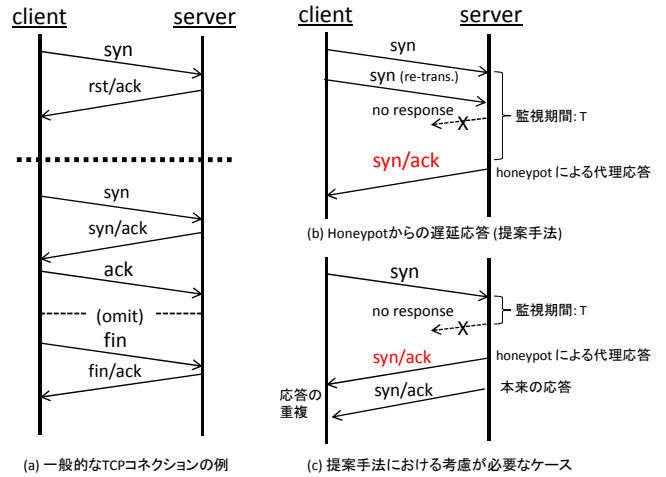 client
server
syn
rst/ack
syn
syn/ack
ack
(omit)
fin
fin/ack
(a) 一般的なTCPコネクションの例
client
server
syn
syn (re-trans.)
no response
X
監視期間: T
syn/ack
honeypot による代理応答
(b) Honeypotからの遅延応答 (提案手法)
client
server
syn
no response
X
監視期間: T
syn/ack
honeypot による代理応答
syn/ack
本来の応答
応答の
重複
(c) 提案手法における考慮が必要なケース